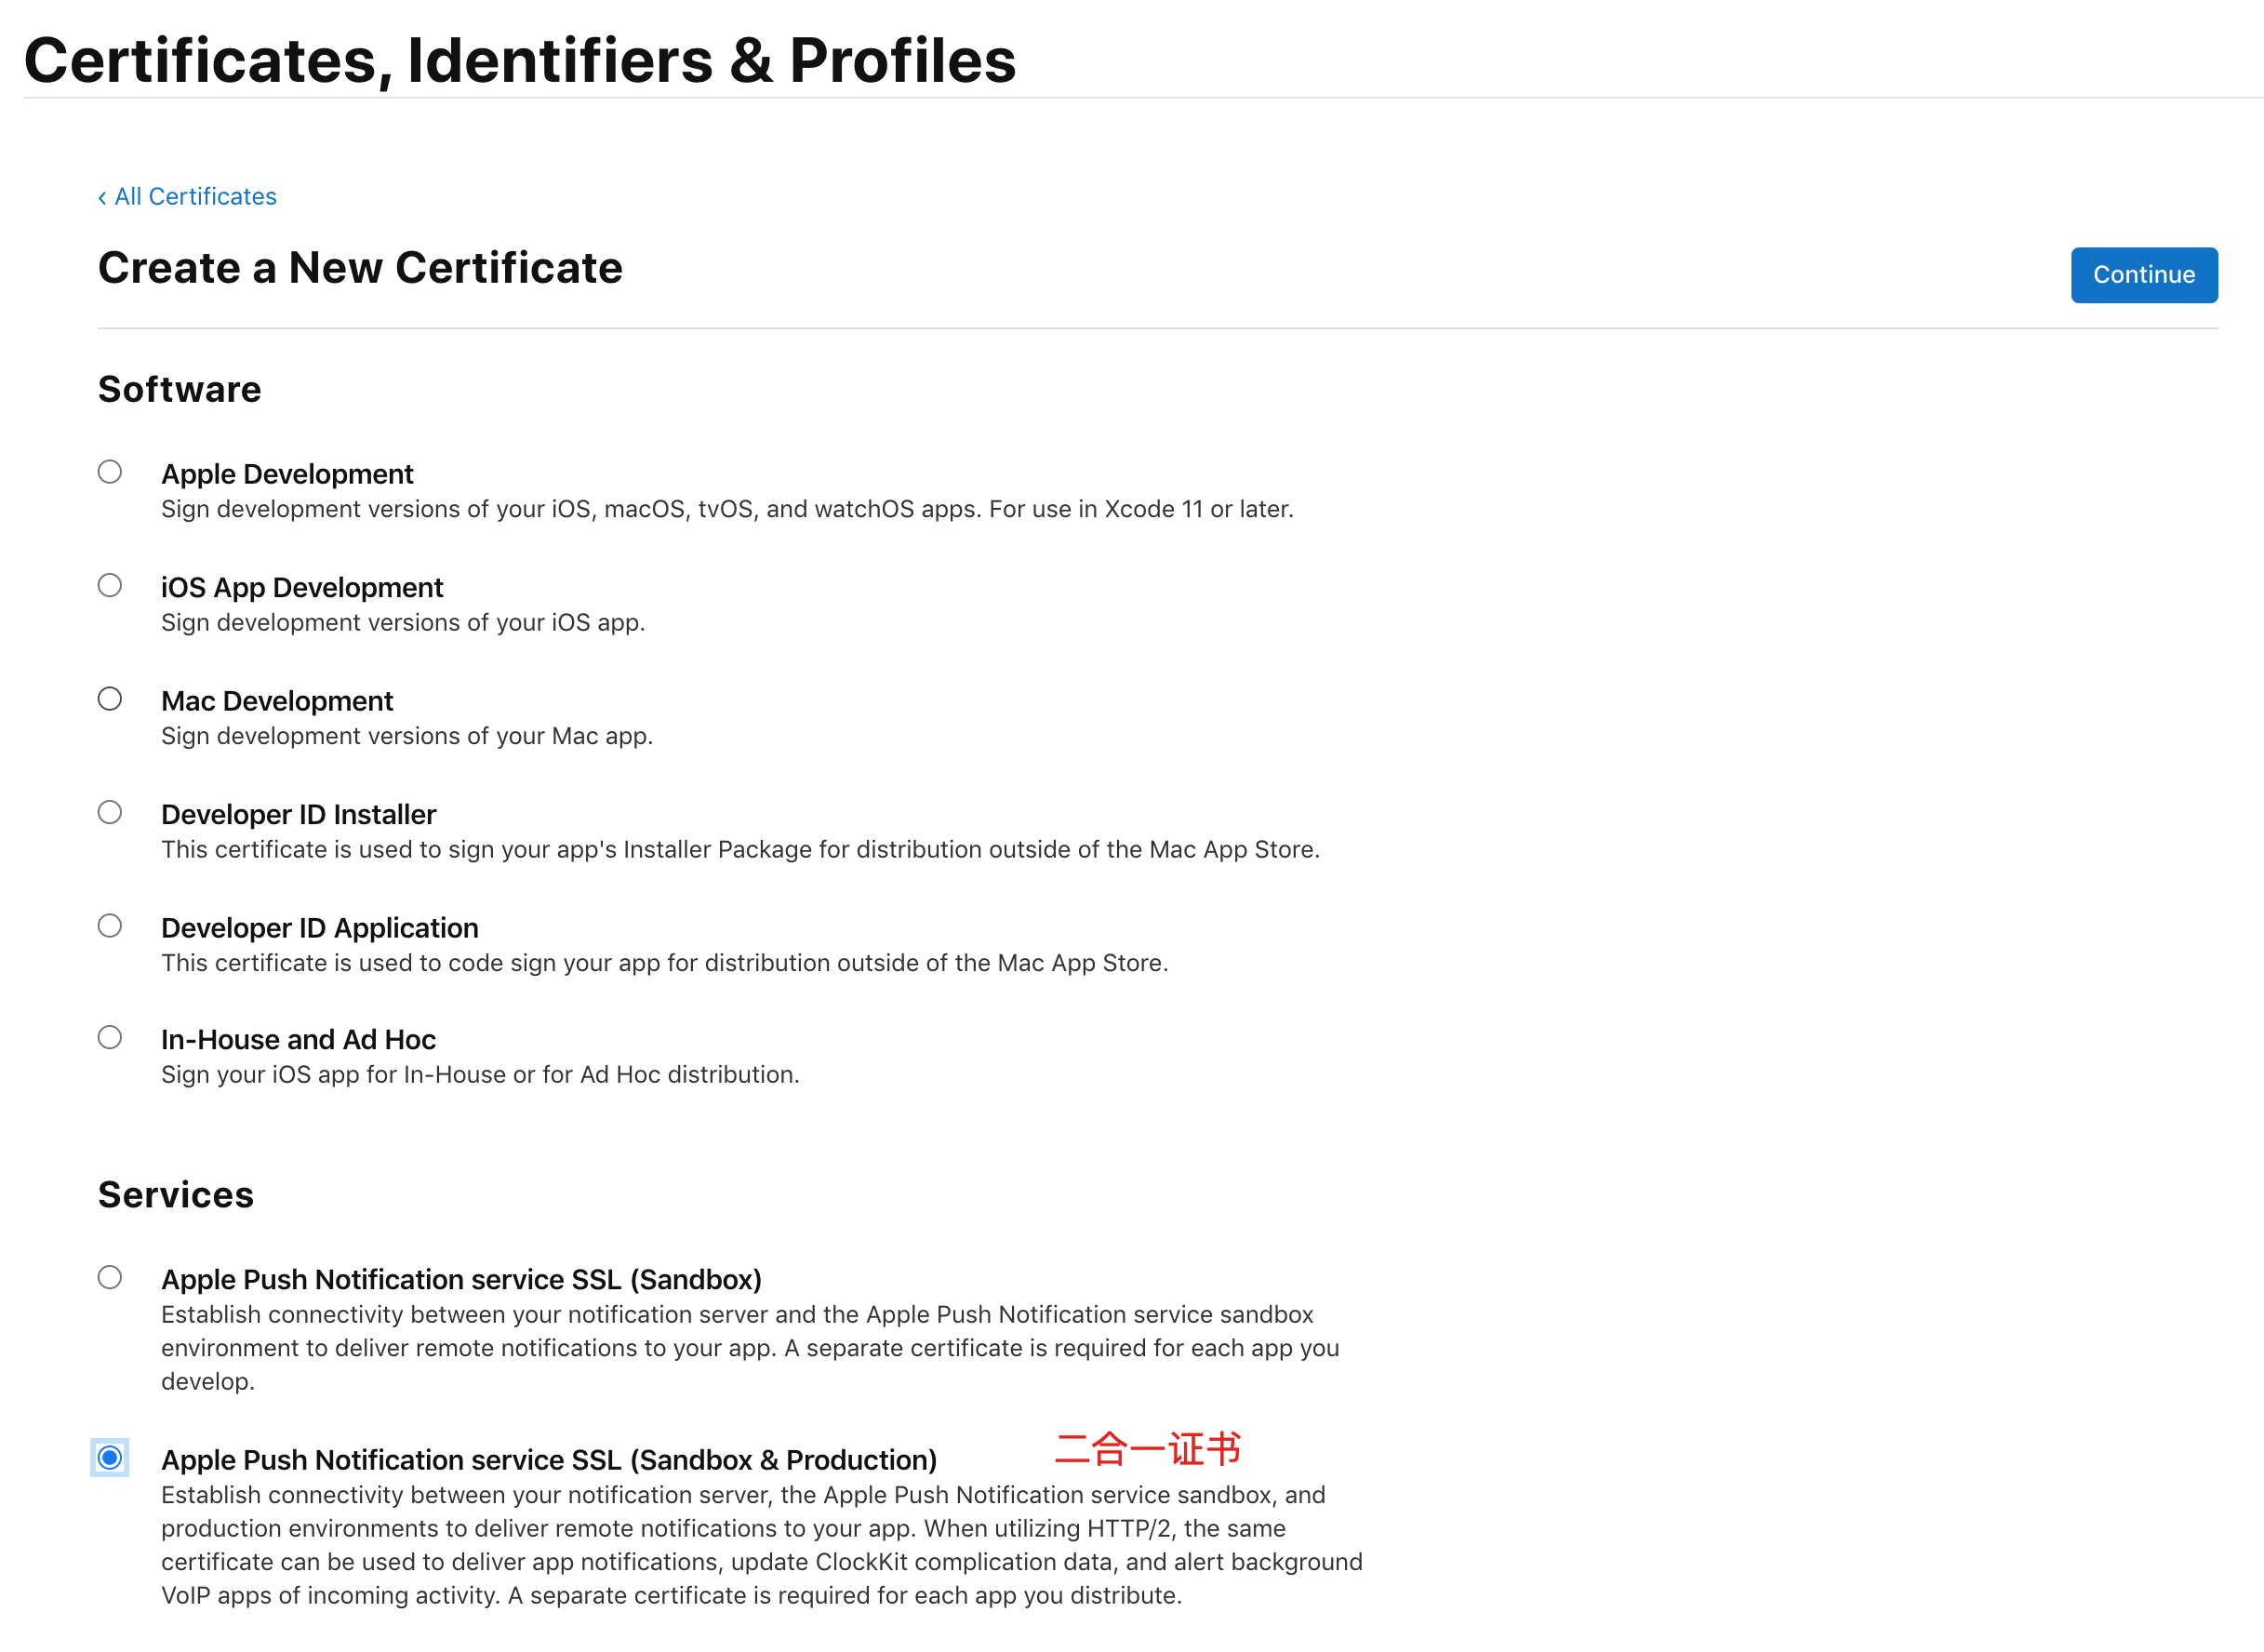 Certificates, Identifiers & Profiles
‹ All Certificates
Create a New Certificate
Continue
Software
Apple Development
Sign development versions of your iOS, macOS, tvOS, and watchOS apps. For use in Xcode 11 or later.
iOS App Development
Sign development versions of your iOS app.
Mac Development
Sign development versions of your Mac app.
Developer ID Installer
This certificate is used to sign your app's Installer Package for distribution outside of the Mac App Store.
Developer ID Application
This certificate is used to code sign your app for distribution outside of the Mac App Store.
In-House and Ad Hoc
Sign your iOS app for In-House or for Ad Hoc distribution.
Services
Apple Push Notification service SSL (Sandbox)
Establish connectivity between your notification server and the Apple Push Notification service sandbox
environment to deliver remote notifications to your app. A separate certificate is required for each app you
develop.
Apple Push Notification service SSL (Sandbox & Production)
二合一证书
Establish connectivity between your notification server, the Apple Push Notification service sandbox, and
production environments to deliver remote notifications to your app. When utilizing HTTP/2, the same
certificate can be used to deliver app notifications, update ClockKit complication data, and alert background
VoIP apps of incoming activity. A separate certificate is required for each app you distribute.